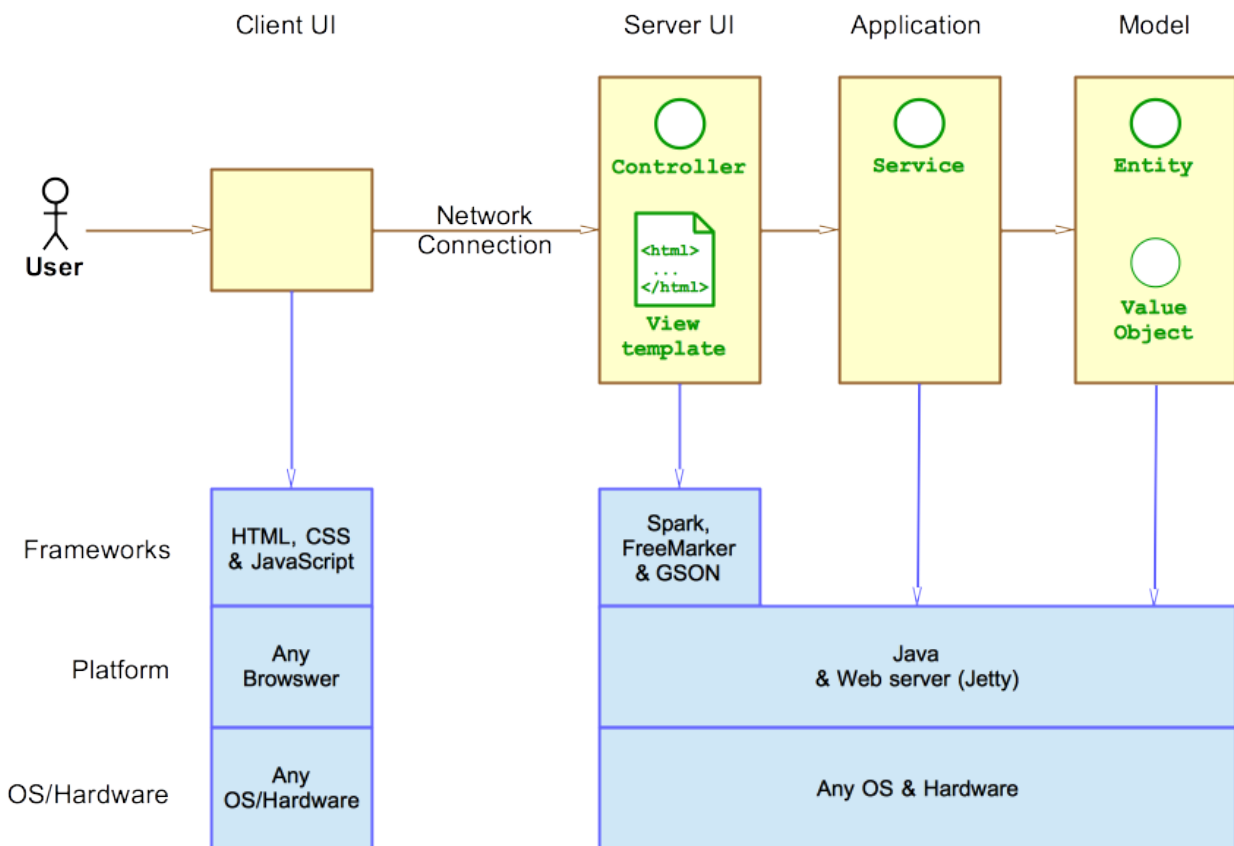 Client UI
Server UI
Application
Model
Controller
Service
Entity
User
Network
Connection
<html>
...
</html>
View
template
Value
Object
Frameworks
HTML, CSS
& JavaScript
Spark,
FreeMarker
& GSON
Platform
Any
Browswer
Java
& Web server (Jetty)
OS/Hardware
Any
OS/Hardware
Any OS & Hardware